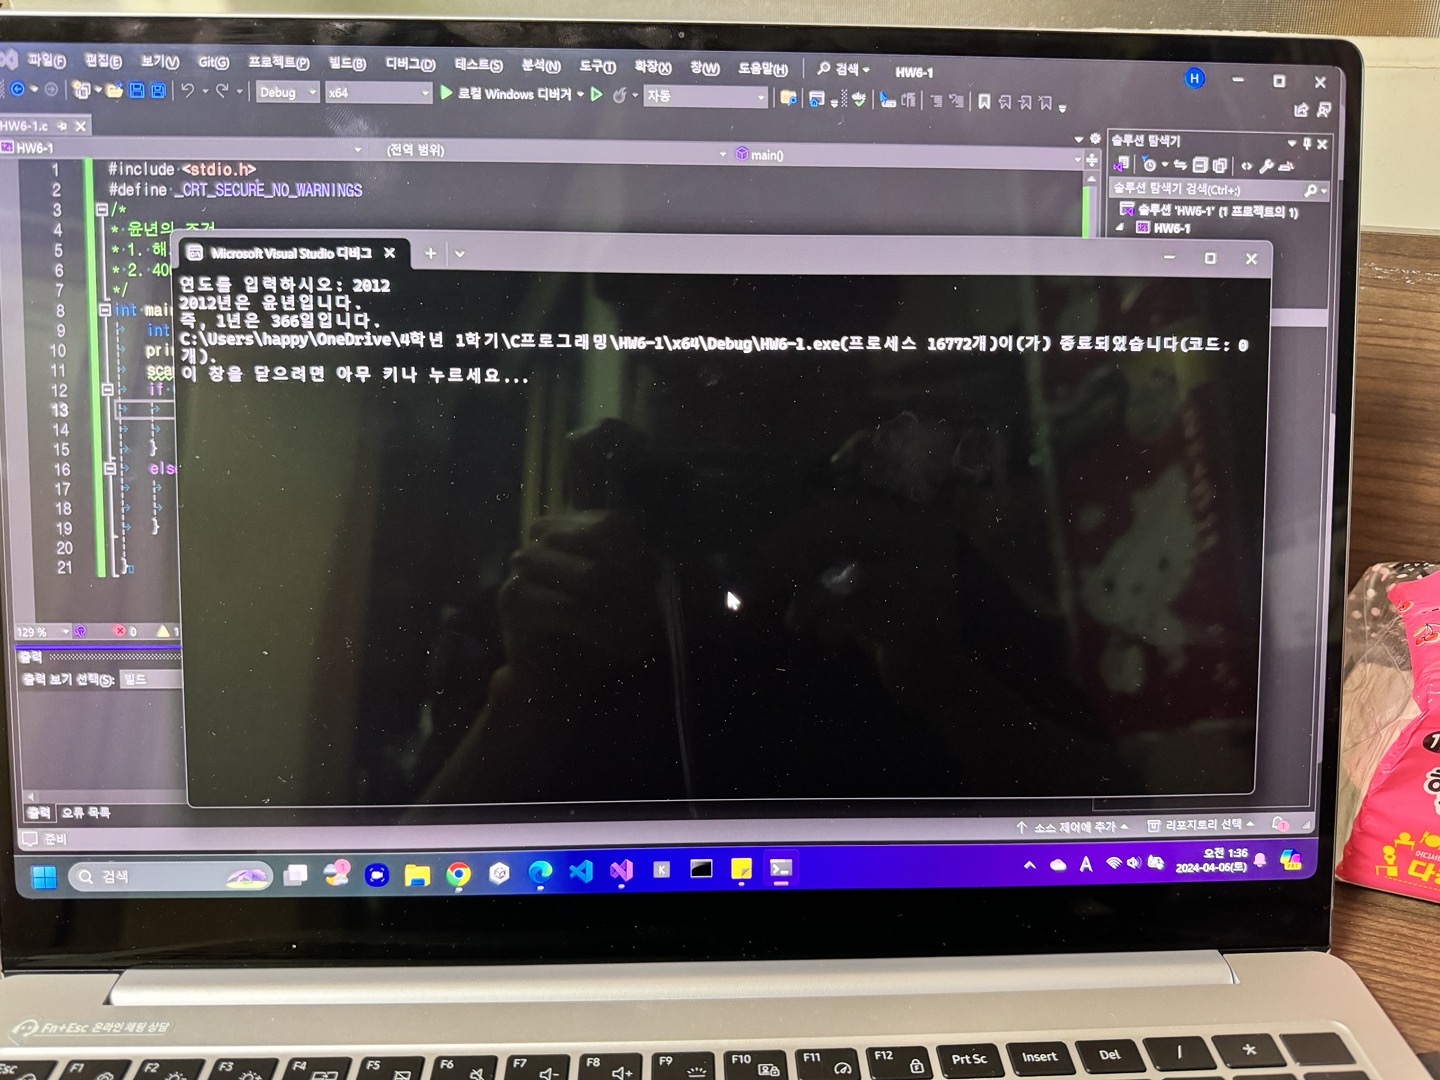 파일(F) 편집(E) 보기(V) Git(G) 프로젝트(P) 빌드(B) 디버그(D) 테스트(S) 분석(N) 도구(T) 확장(X) 창(W) 도움말(H) 검색 HW6-1 H
Debug x64 로컬 Windows 디버거 자동
HW6-1.c
HW6-1 (전역 범위) main()
솔루션 탐색기
솔루션 탐색기 검색(Ctrl+;)
솔루션 'HW6-1' (1 프로젝트의 1)
HW6-1
1 #include <stdio.h>
2 #define _CRT_SECURE_NO_WARNINGS
3 /*
4 * 윤년의 조건
5 * 1. 해
6 * 2. 400
7 */
8 int main
9 int
10 prin
11 scan
12 if
13
14
15 }
16 else
17
18
19 }
20
21 }
Microsoft Visual Studio 디버그
연도를 입력하시오: 2012
2012년은 윤년입니다.
즉, 1년은 366일입니다.
C:\Users\happy\OneDrive\4학년 1학기\C프로그래밍\HW6-1\x64\Debug\HW6-1.exe(프로세스 16772개)이(가) 종료되었습니다(코드: 0
개).
이 창을 닫으려면 아무 키나 누르세요...
129 % 0 1
출력
출력 보기 선택(S): 빌드
출력 오류 목록
준비 소스 제어에 추가 리포지토리 선택
검색
A 오전 1:36
2024-04-06(토)
Fn+Esc 온라인 채팅 상담
Esc F1 F2 F3 F4 F5 F6 F7 F8 F9 F10 F11 F12 Prt Sc Insert Del / *